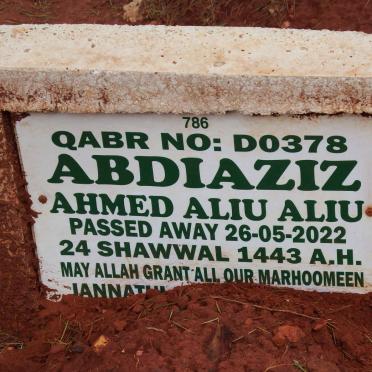 786
QABR NO: D0378
ABDIAZIZ
AHMED ALIU ALIU
PASSED AWAY 26-05-2022
24 SHAWWAL 1443 A.H.
MAY ALLAH GRANT ALL OUR MARHOOMEEN